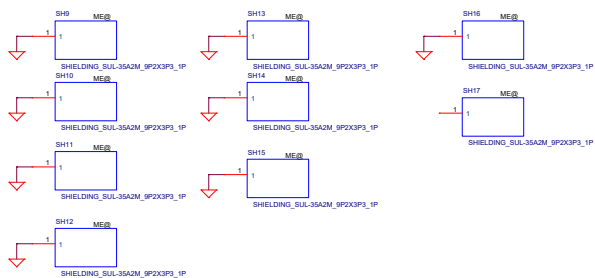 SH9 ME@
1 1
SHIELDING_SUL-35A2M_9P2X3P3_1P
SH10 ME@
1 1
SHIELDING_SUL-35A2M_9P2X3P3_1P
SH11 ME@
1 1
SHIELDING_SUL-35A2M_9P2X3P3_1P
SH12 ME@
1 1
SHIELDING_SUL-35A2M_9P2X3P3_1P
SH13 ME@
1 1
SHIELDING_SUL-35A2M_9P2X3P3_1P
SH14 ME@
1 1
SHIELDING_SUL-35A2M_9P2X3P3_1P
SH15 ME@
1 1
SHIELDING_SUL-35A2M_9P2X3P3_1P
SH16 ME@
1 1
SHIELDING_SUL-35A2M_9P2X3P3_1P
SH17 ME@
1 1
SHIELDING_SUL-35A2M_9P2X3P3_1P